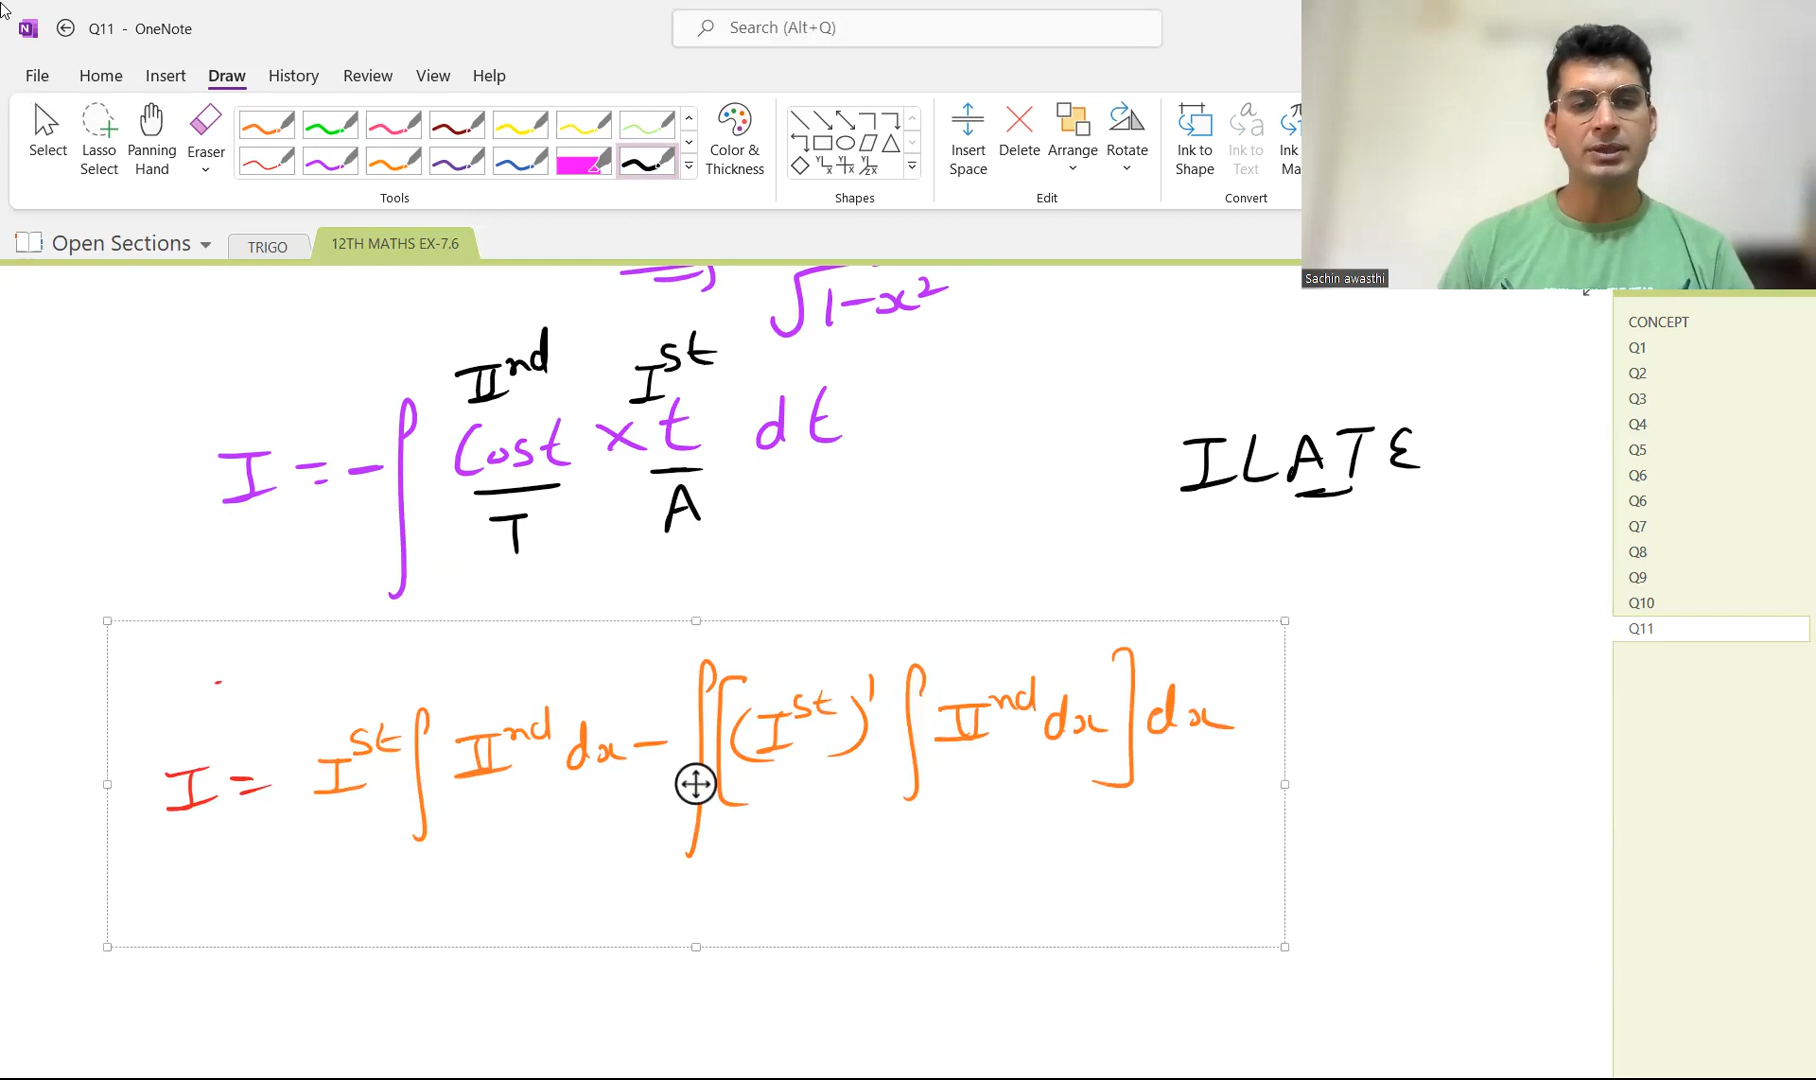 Q11 - OneNote
Search (Alt+Q)
File Home Insert Draw History Review View Help
Select
Lasso Select
Panning Hand
Eraser
Color & Thickness
Insert Space
Delete
Arrange
Rotate
Ink to Shape
Ink to Text
Ink Ma
Tools
Shapes
Edit
Convert
Open Sections
TRIGO
12TH MATHS EX-7.6
Sachin awasthi
√1-x²
IInd Ist
I = - ∫ Cost × t dt
T A
ILATE
I = Ist ∫ IInd dx - ∫ [(Ist)' ∫ IInd dx] dx
CONCEPT
Q1
Q2
Q3
Q4
Q5
Q6
Q6
Q7
Q8
Q9
Q10
Q11